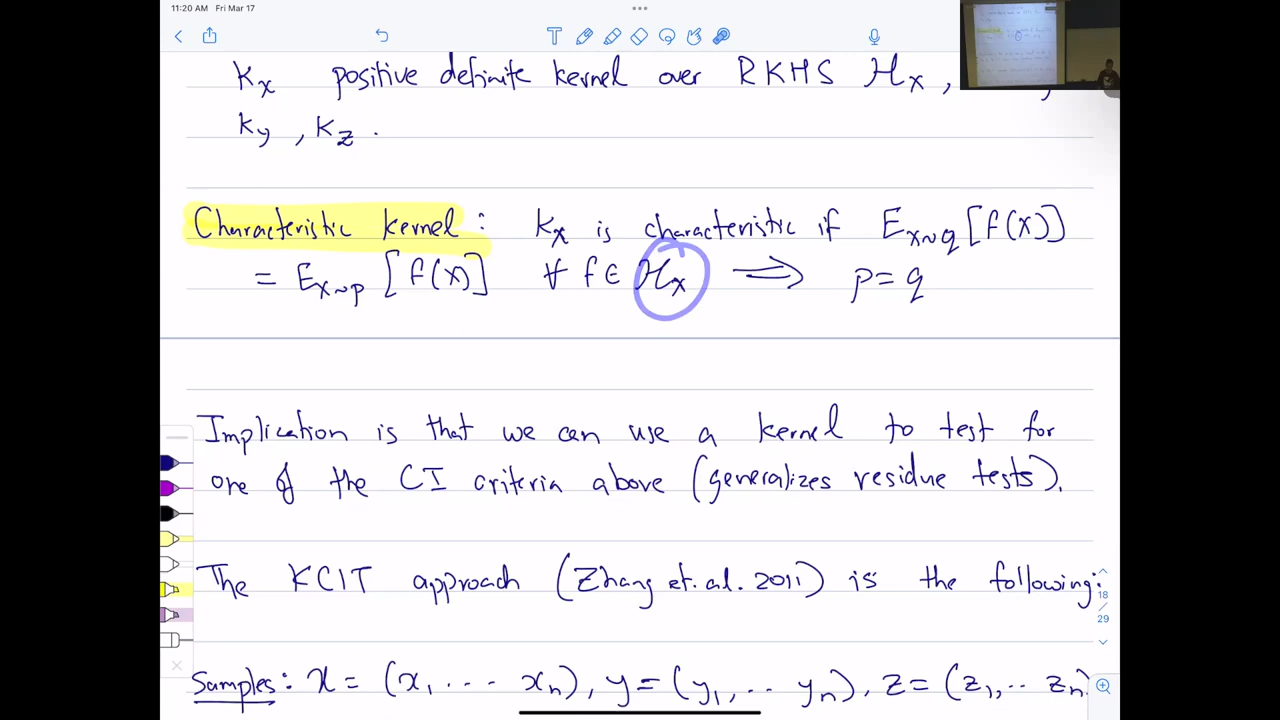 11:20 AM Fri Mar 17
kx positive definite kernel over RKHS Hx,
ky, kz.
Characteristic kernel: kx is characteristic if E_{x~q}[f(x)]
= E_{x~p}[f(x)] ∀ f ∈ Hx ⟹ p = q
Implication is that we can use a kernel to test for
one of the CI criteria above (generalizes residue tests).
The KCIT approach (Zhang et. al. 2011) is the following:
18
/
29
Samples: x = (x1, ... xn), y = (y1, ... yn), z = (z1, ... zn